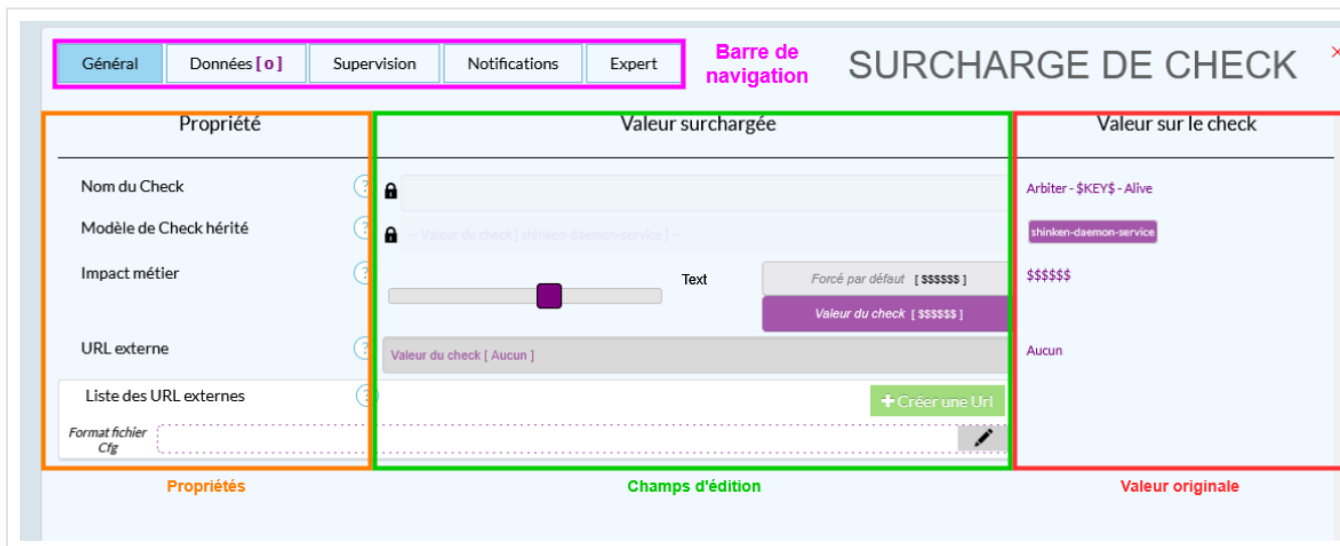 Général Données[o] Supervision Notifications Expert
Barre de
navigation
SURCHARGE DE CHECK
Propriété Valeur surchargée Valeur sur le check
Nom du Check ? Arbiter - $KEY$ - Alive
Modèle de Check hérité ? -- Valeur du check [ shinken-daemon-service ] -- shinken-daemon-service
Impact métier ? Text Forcé par défaut [ $$$$$$ ] $$$$$$
Valeur du check [ $$$$$$ ]
URL externe ? Valeur du check [ Aucun ] Aucun
Liste des URL externes ? + Créer une Url
Format fichier
Cfg
Propriétés Champs d'édition Valeur originale